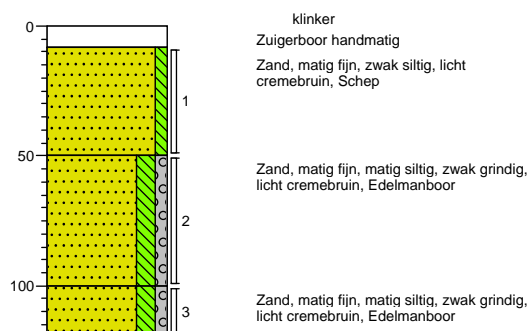 klinker
0
Zuigerboor handmatig
Zand, matig fijn, zwak siltig, licht
cremebruin, Schep
1
50
Zand, matig fijn, matig siltig, zwak grindig,
licht cremebruin, Edelmanboor
2
100
Zand, matig fijn, matig siltig, zwak grindig,
licht cremebruin, Edelmanboor
3